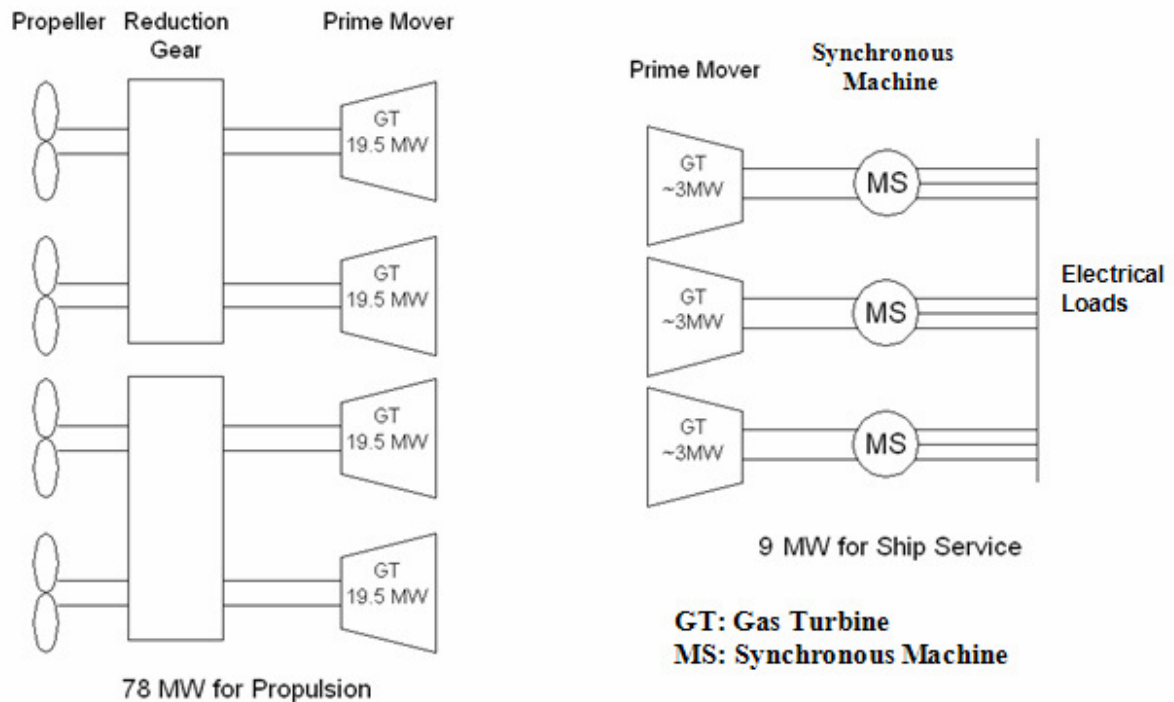 Propeller
Reduction
Gear
Prime Mover
GT
19.5 MW
GT
19.5 MW
GT
19.5 MW
GT
19.5 MW
78 MW for Propulsion
Prime Mover
Synchronous
Machine
GT
~3MW
MS
GT
~3MW
MS
GT
~3MW
MS
Electrical
Loads
9 MW for Ship Service
GT: Gas Turbine
MS: Synchronous Machine